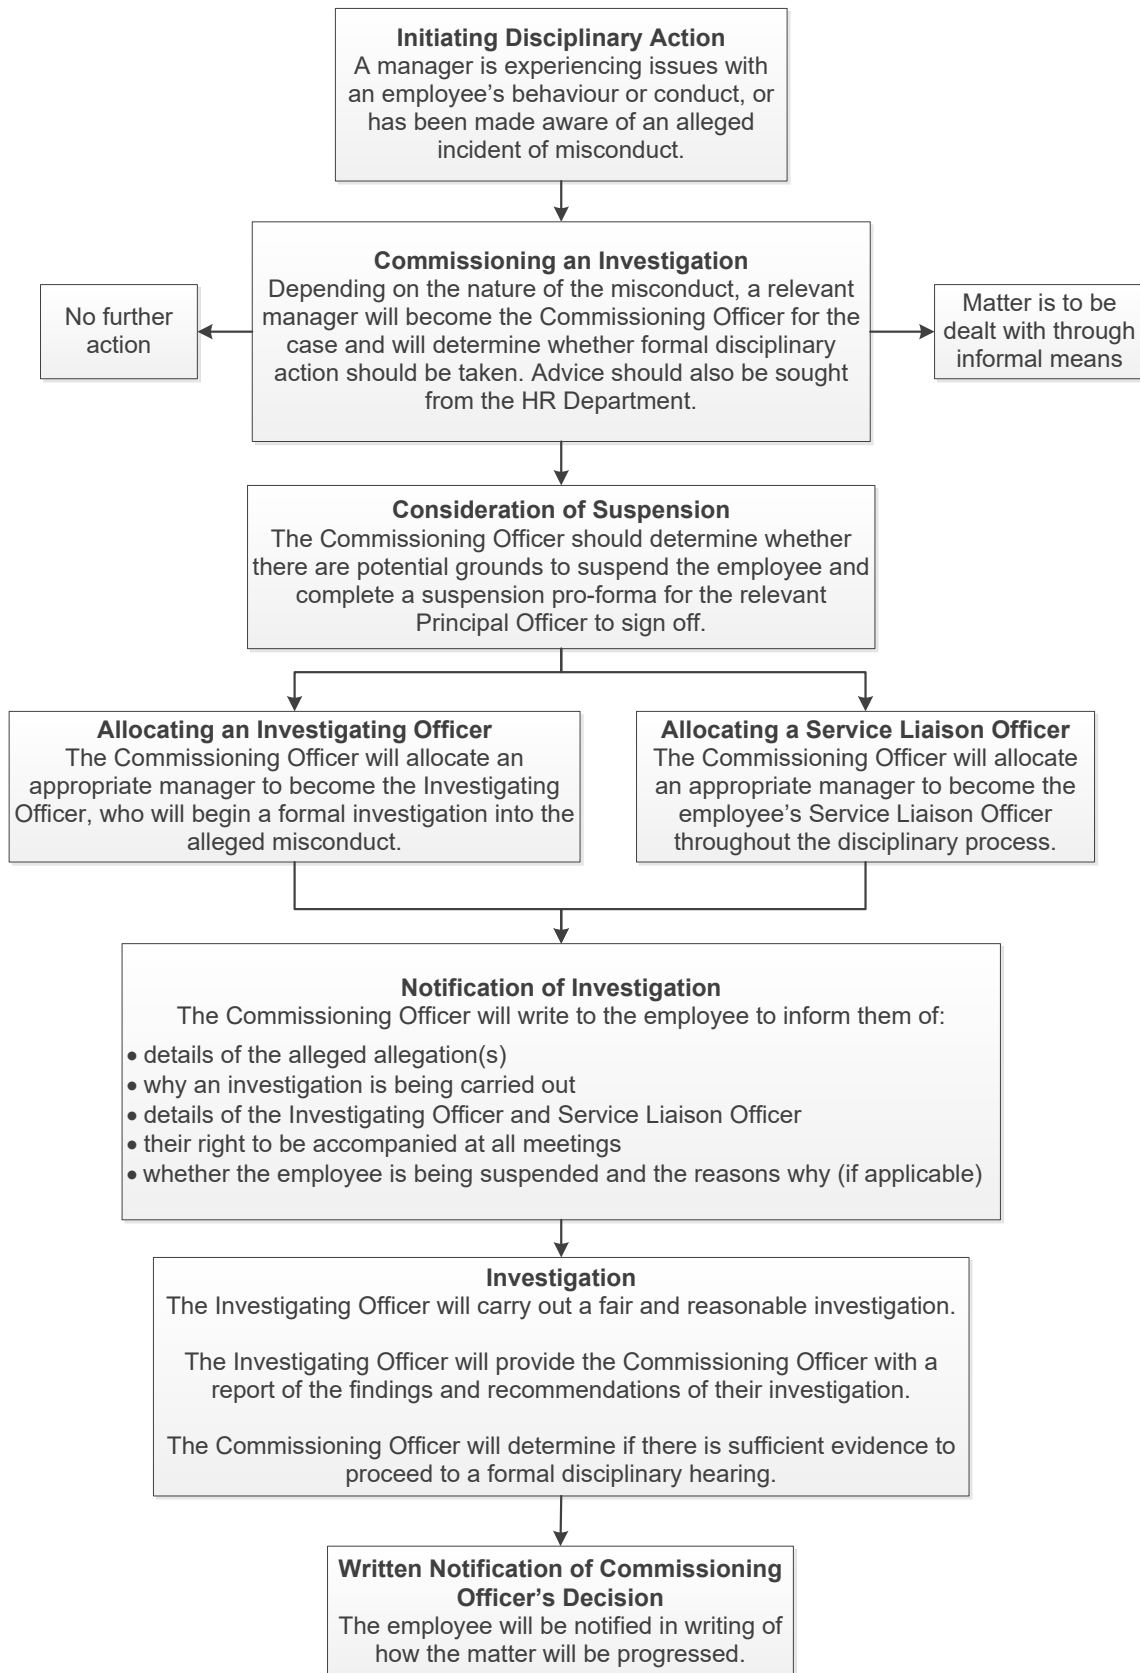 Initiating Disciplinary Action
A manager is experiencing issues with
an employee’s behaviour or conduct, or
has been made aware of an alleged
incident of misconduct.
Commissioning an Investigation
Depending on the nature of the misconduct, a relevant
manager will become the Commissioning Officer for the
case and will determine whether formal disciplinary
action should be taken. Advice should also be sought
from the HR Department.
No further
action
Matter is to be
dealt with through
informal means
Consideration of Suspension
The Commissioning Officer should determine whether
there are potential grounds to suspend the employee and
complete a suspension pro-forma for the relevant
Principal Officer to sign off.
Allocating an Investigating Officer
The Commissioning Officer will allocate an
appropriate manager to become the Investigating
Officer, who will begin a formal investigation into the
alleged misconduct.
Allocating a Service Liaison Officer
The Commissioning Officer will allocate
an appropriate manager to become the
employee’s Service Liaison Officer
throughout the disciplinary process.
Notification of Investigation
The Commissioning Officer will write to the employee to inform them of:
• details of the alleged allegation(s)
• why an investigation is being carried out
• details of the Investigating Officer and Service Liaison Officer
• their right to be accompanied at all meetings
• whether the employee is being suspended and the reasons why (if applicable)
Investigation
The Investigating Officer will carry out a fair and reasonable investigation.
The Investigating Officer will provide the Commissioning Officer with a
report of the findings and recommendations of their investigation.
The Commissioning Officer will determine if there is sufficient evidence to
proceed to a formal disciplinary hearing.
Written Notification of Commissioning
Officer’s Decision
The employee will be notified in writing of
how the matter will be progressed.